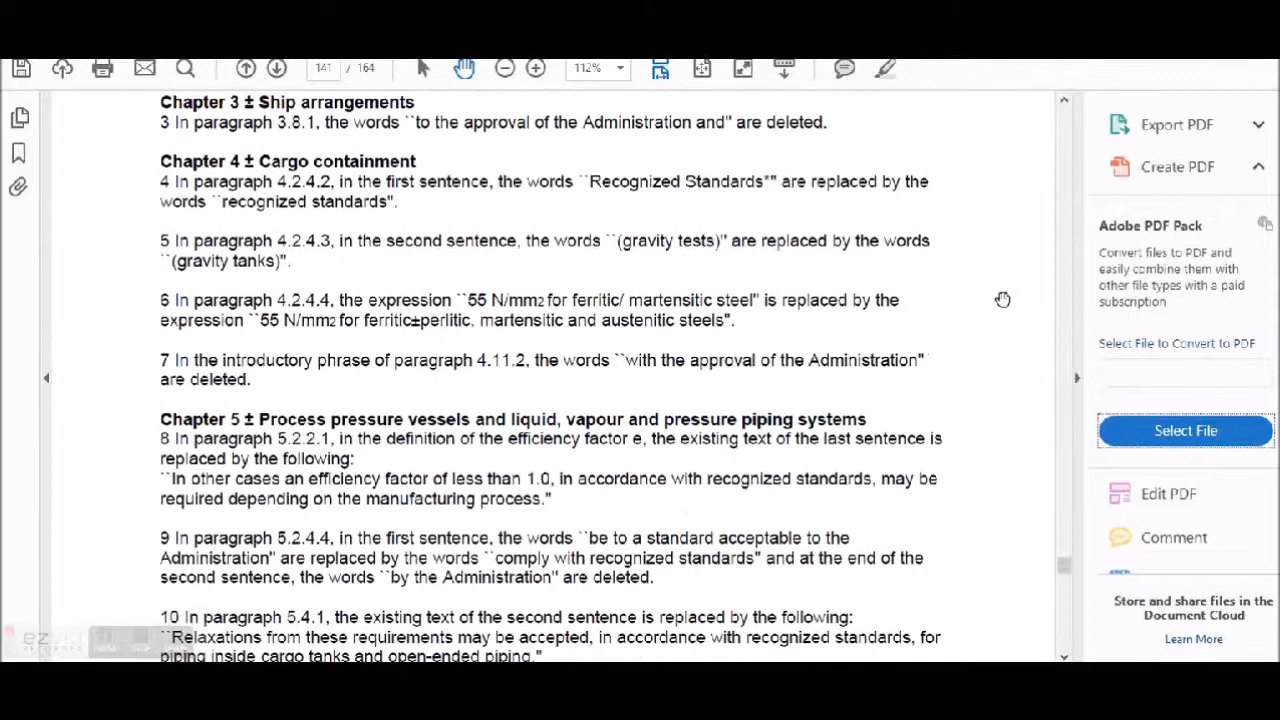 141 / 164
112%
Chapter 3 ± Ship arrangements
3 In paragraph 3.8.1, the words ``to the approval of the Administration and" are deleted.
Chapter 4 ± Cargo containment
4 In paragraph 4.2.4.2, in the first sentence, the words ``Recognized Standards*" are replaced by the
words ``recognized standards".
5 In paragraph 4.2.4.3, in the second sentence, the words ``(gravity tests)" are replaced by the words
``(gravity tanks)".
6 In paragraph 4.2.4.4, the expression ``55 N/mm2 for ferritic/ martensitic steel" is replaced by the
expression ``55 N/mm2 for ferritic±perlitic, martensitic and austenitic steels".
7 In the introductory phrase of paragraph 4.11.2, the words ``with the approval of the Administration"
are deleted.
Chapter 5 ± Process pressure vessels and liquid, vapour and pressure piping systems
8 In paragraph 5.2.2.1, in the definition of the efficiency factor e, the existing text of the last sentence is
replaced by the following:
``In other cases an efficiency factor of less than 1.0, in accordance with recognized standards, may be
required depending on the manufacturing process."
9 In paragraph 5.2.4.4, in the first sentence, the words ``be to a standard acceptable to the
Administration" are replaced by the words ``comply with recognized standards" and at the end of the
second sentence, the words ``by the Administration" are deleted.
10 In paragraph 5.4.1, the existing text of the second sentence is replaced by the following:
``Relaxations from these requirements may be accepted, in accordance with recognized standards, for
piping inside cargo tanks and open-ended piping."
Export PDF
Create PDF
Adobe PDF Pack
Convert files to PDF and
easily combine them with
other file types with a paid
subscription
Select File to Convert to PDF
Select File
Edit PDF
Comment
Store and share files in the
Document Cloud
Learn More